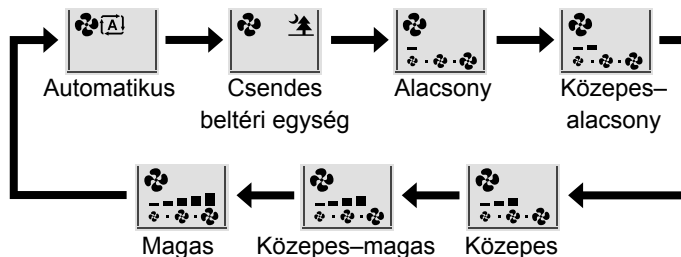 A
Automatikus
Csendes
beltéri egység
Alacsony
Közepes–
alacsony
Magas
Közepes–magas
Közepes